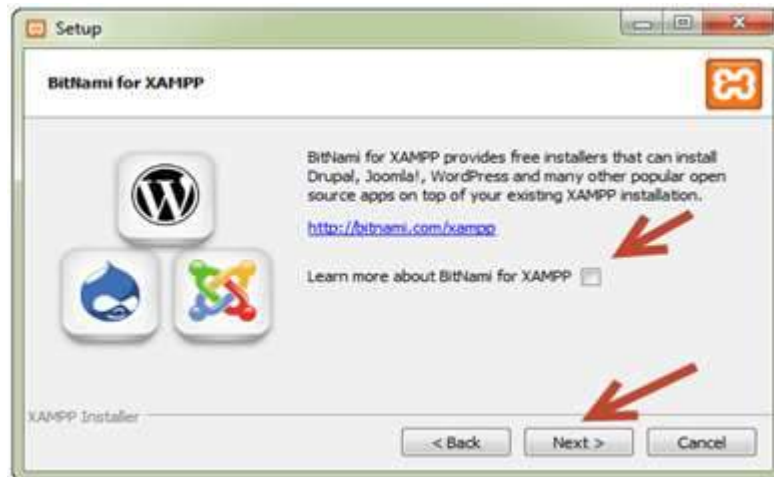 Setup
BitNami for XAMPP
BitNami for XAMPP provides free installers that can install
Drupal, Joomla!, WordPress and many other popular open
source apps on top of your existing XAMPP installation.
http://bitnami.com/xampp
Learn more about BitNami for XAMPP
XAMPP Installer
< Back
Next >
Cancel